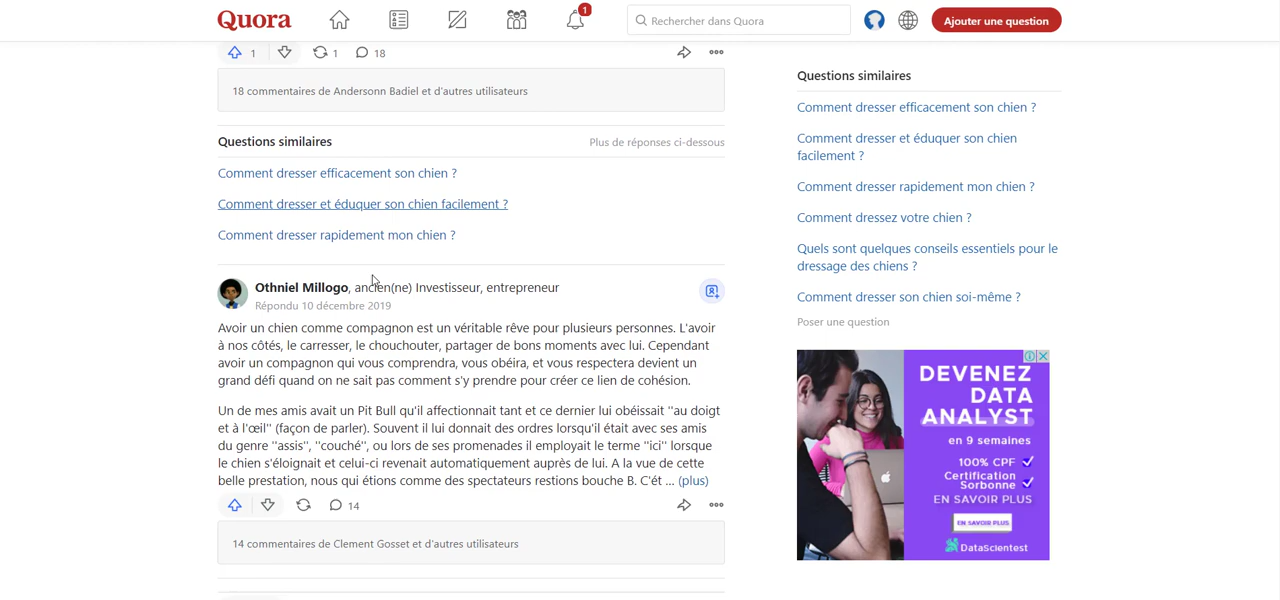 Quora
1
Rechercher dans Quora
Ajouter une question
1
1
18
18 commentaires de Andersonn Badiel et d'autres utilisateurs
Questions similaires
Plus de réponses ci-dessous
Comment dresser efficacement son chien ?
Comment dresser et éduquer son chien facilement ?
Comment dresser rapidement mon chien ?
Othniel Millogo, ancien(ne) Investisseur, entrepreneur
Répondu 10 décembre 2019
Avoir un chien comme compagnon est un véritable rêve pour plusieurs personnes. L'avoir
à nos côtés, le carresser, le chouchouter, partager de bons moments avec lui. Cependant
avoir un compagnon qui vous comprendra, vous obéira, et vous respectera devient un
grand défi quand on ne sait pas comment s'y prendre pour créer ce lien de cohésion.
Un de mes amis avait un Pit Bull qu'il affectionnait tant et ce dernier lui obéissait ''au doigt
et à l'œil'' (façon de parler). Souvent il lui donnait des ordres lorsqu'il était avec ses amis
du genre ''assis'', ''couché'', ou lors de ses promenades il employait le terme ''ici'' lorsque
le chien s'éloignait et celui-ci revenait automatiquement auprès de lui. A la vue de cette
belle prestation, nous qui étions comme des spectateurs restions bouche B. C'ét ... (plus)
14
14 commentaires de Clement Gosset et d'autres utilisateurs
Questions similaires
Comment dresser efficacement son chien ?
Comment dresser et éduquer son chien
facilement ?
Comment dresser rapidement mon chien ?
Comment dressez votre chien ?
Quels sont quelques conseils essentiels pour le
dressage des chiens ?
Comment dresser son chien soi-même ?
Poser une question
DEVENEZ
DATA
ANALYST
en 9 semaines
100% CPF
Certification
Sorbonne
EN SAVOIR PLUS
EN SAVOIR PLUS
DataScientest